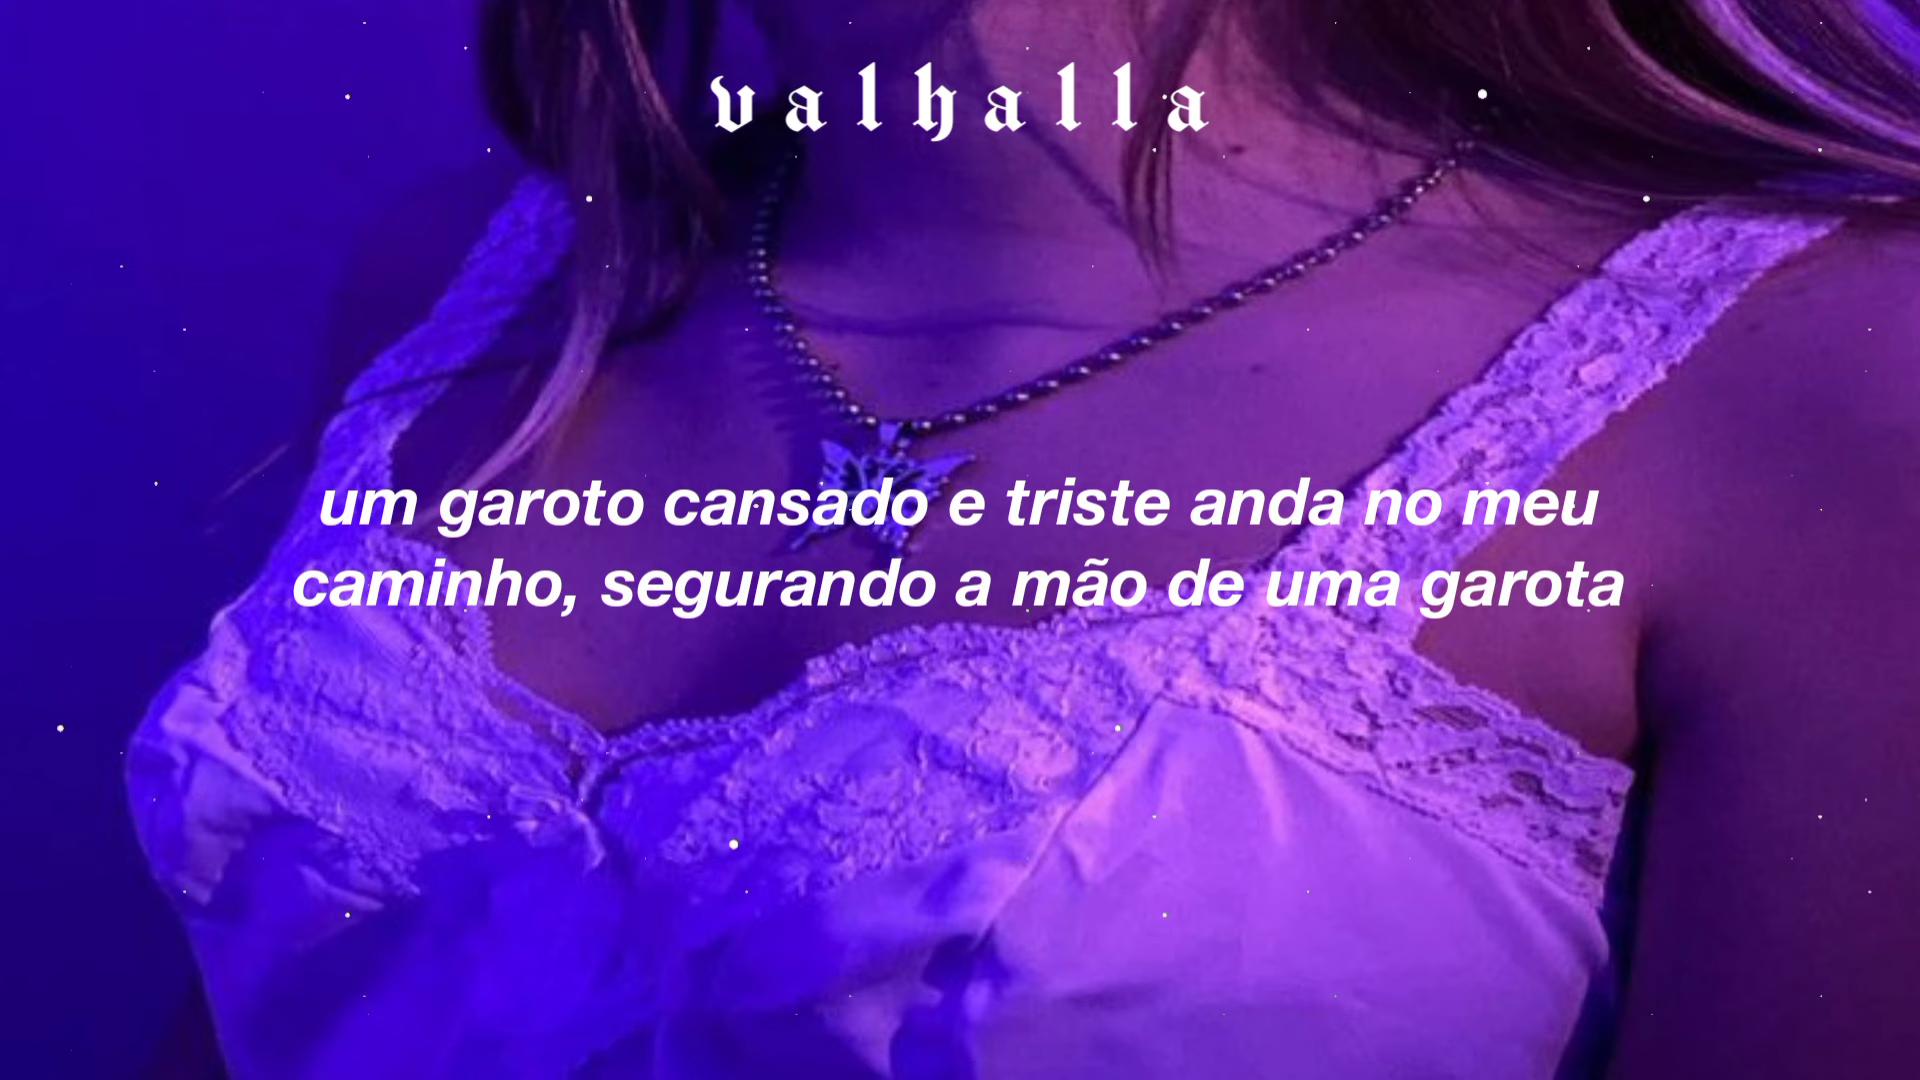 valhalla
um garoto cansado e triste anda no meu
caminho, segurando a mão de uma garota